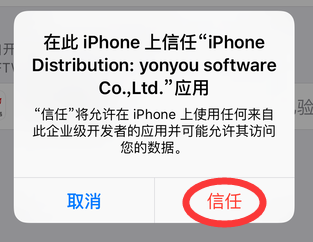 在此 iPhone 上信任“iPhone
Distribution: yonyou software
Co.,Ltd.”应用
“信任”将允许在 iPhone 上使用任何来自
此企业级开发者的应用并可能允许其访问
您的数据。
取消
信任